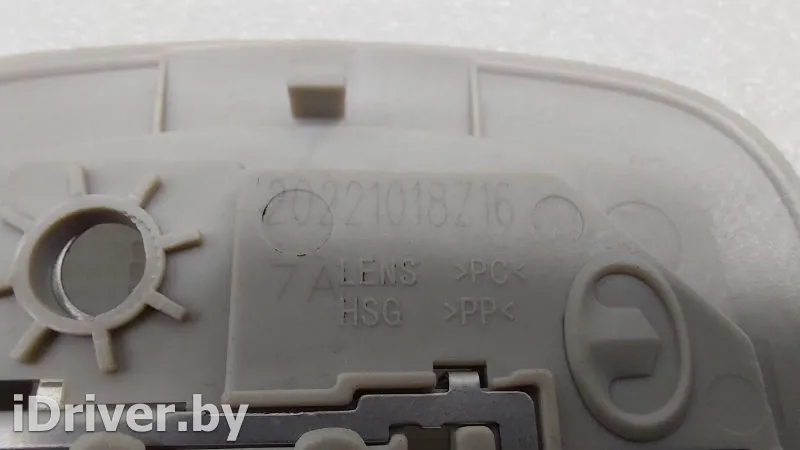 20221018Z16
7A LENS >PC<
HSG >PP<
iDriver.by